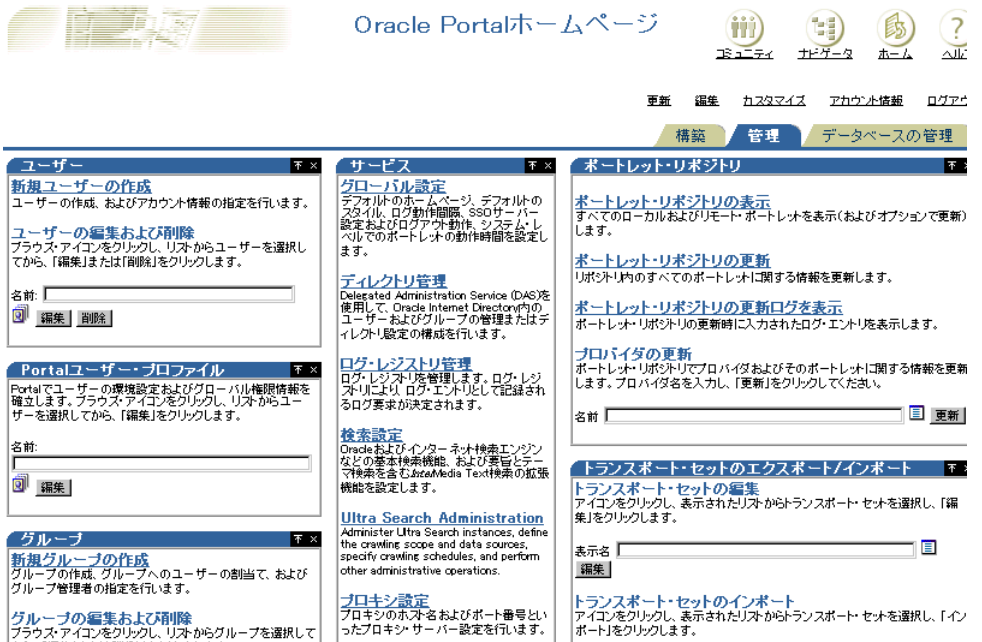 Oracle Portalホームページ
コミュニティ
ナビゲータ
ホーム
更新
編集
カスタマイズ
アカウント情報
構築
管理
データベースの管理
ユーザー
新規ユーザーの作成
ユーザーの作成、およびアカウント情報の指定を行います。
ユーザーの編集および削除
ブラウズ・アイコンをクリックし、リストからユーザーを選択し
てから、「編集」または「削除」をクリックします。
名前:
編集
削除
Portalユーザー・プロファイル
Portalでユーザーの環境設定およびグローバル権限情報を
確立します。ブラウズ・アイコンをクリックし、リストからユー
ザーを選択してから、「編集」をクリックします。
名前:
編集
グループ
新規グループの作成
グループの作成、グループへのユーザーの割当て、および
グループ管理者の指定を行います。
グループの編集および削除
ブラウズ・アイコンをクリックし、リストからグループを選択して
サービス
グローバル設定
デフォルトのホームページ、デフォルトの
スタイル、ログ動作間隔、SSOサーバー
設定およびログアウト動作、システム・レ
ベルでのポートレットの動作時間を設定し
ます。
ディレクトリ管理
Delegated Administration Service (DAS)を
使用して、Oracle Internet Directory内の
ユーザーおよびグループの管理またはデ
ィレクトリ設定の構成を行います。
ログ・レジストリ管理
ログ・レジストリを管理します。ログ・レジ
ストリにより、ログ・エントリとして記録され
るログ要求が決定されます。
検索設定
Oracleおよびインターネット検索エンジン
などの基本検索機能、および要旨とテー
マ検索を含むinterMedia Text検索の拡張
機能を設定します。
Ultra Search Administration
Administer Ultra Search instances, define
the crawling scope and data sources,
specify crawling schedules, and perform
other administrative operations.
プロキシ設定
プロキシのホスト名およびポート番号とい
ったプロキシ・サーバー設定を行います。
ポートレット・リポジトリ
ポートレット・リポジトリの表示
すべてのローカルおよびリモート・ポートレットを表示(およびオプションで更新)
します。
ポートレット・リポジトリの更新
リポジトリ内のすべてのポートレットに関する情報を更新します。
ポートレット・リポジトリの更新ログを表示
ポートレット・リポジトリの更新時に入力されたログ・エントリを表示します。
プロバイダの更新
ポートレット・リポジトリでプロバイダおよびそのポートレットに関する情報を更新
します。プロバイダ名を入力し、「更新」をクリックしてください。
名前
更新
トランスポート・セットのエクスポート/インポート
トランスポート・セットの編集
アイコンをクリックし、表示されたリストからトランスポート・セットを選択し、「編
集」をクリックします。
表示名
編集
トランスポート・セットのインポート
アイコンをクリックし、表示されたリストからトランスポート・セットを選択し、「イン
ポート」をクリックします。